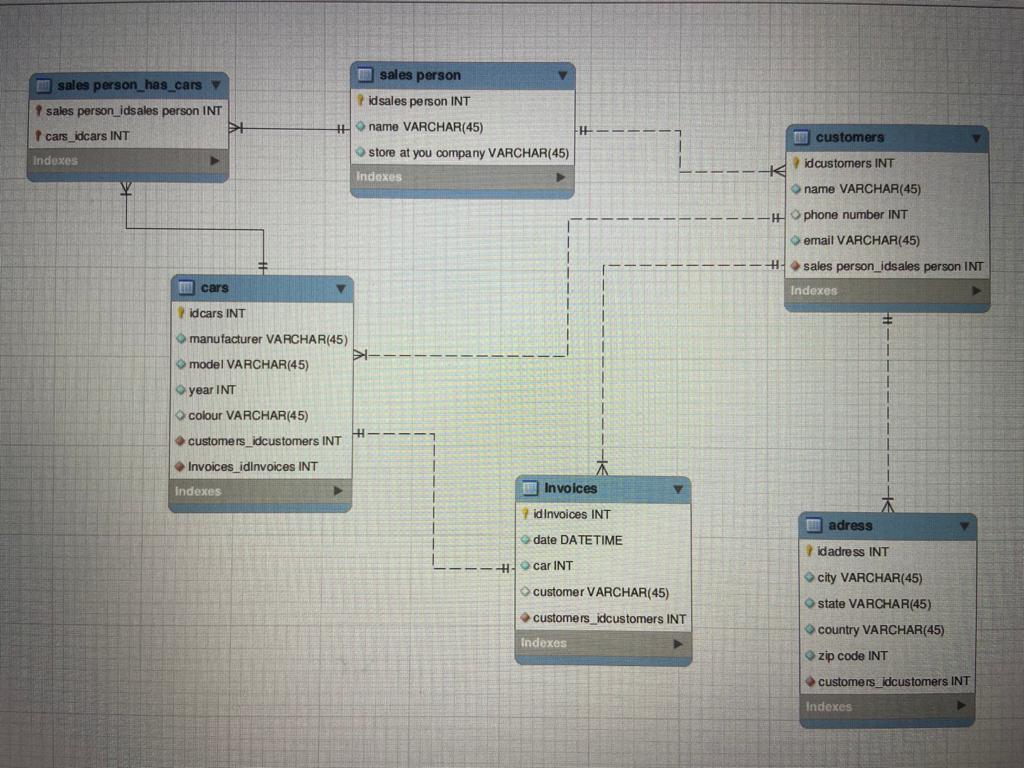 sales person_has_cars
sales person_idsales person INT
cars_idcars INT
Indexes
sales person
idsales person INT
name VARCHAR(45)
store at you company VARCHAR(45)
Indexes
customers
idcustomers INT
name VARCHAR(45)
phone number INT
email VARCHAR(45)
sales person_idsales person INT
Indexes
cars
idcars INT
manufacturer VARCHAR(45)
model VARCHAR(45)
year INT
colour VARCHAR(45)
customers_idcustomers INT
Invoices_idInvoices INT
Indexes
Invoices
idInvoices INT
date DATETIME
car INT
customer VARCHAR(45)
customers_idcustomers INT
Indexes
adress
idadress INT
city VARCHAR(45)
state VARCHAR(45)
country VARCHAR(45)
zip code INT
customers_idcustomers INT
Indexes